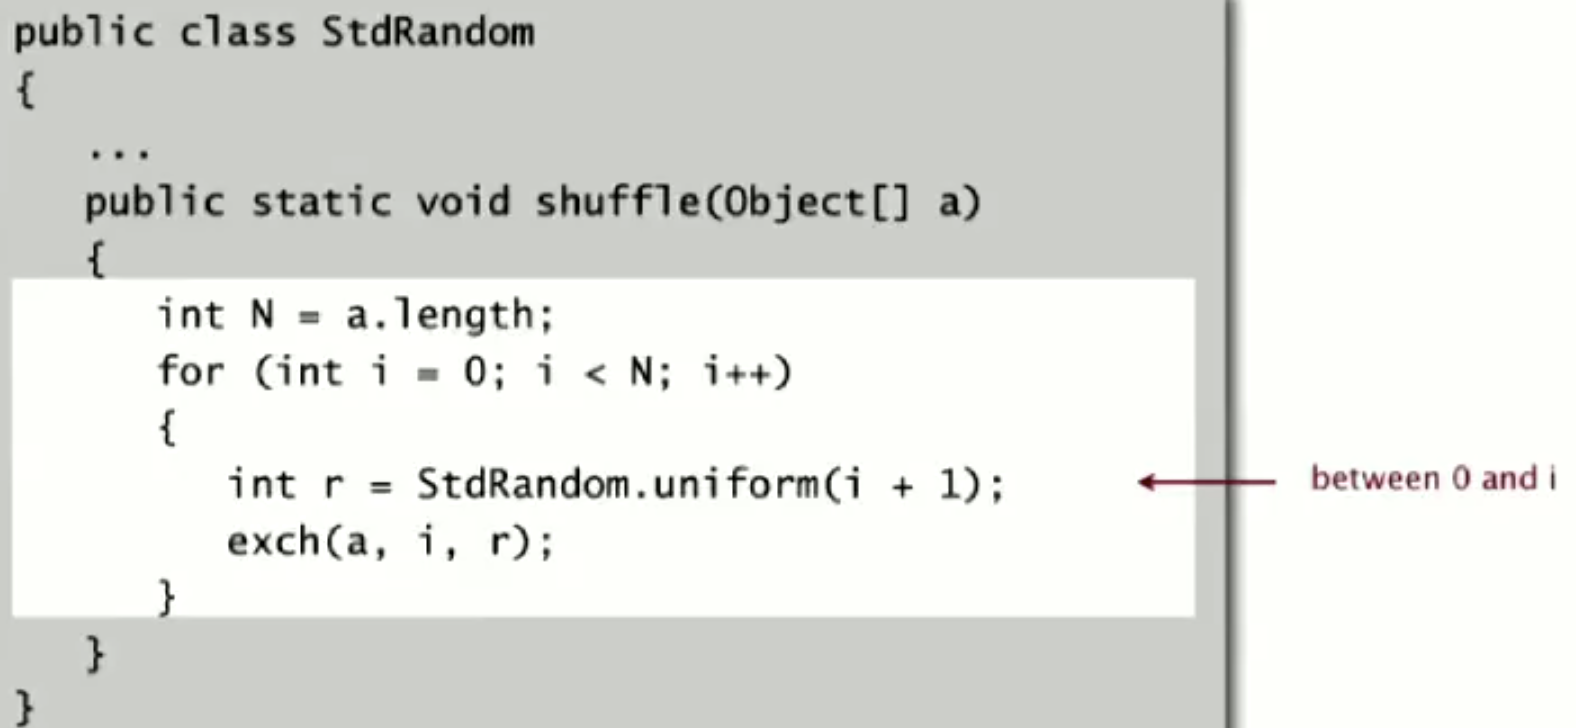 public class StdRandom
{
...
public static void shuffle(Object[] a)
{
int N = a.length;
for (int i = 0; i < N; i++)
{
int r = StdRandom.uniform(i + 1);
between 0 and i
exch(a, i, r);
}
}
}